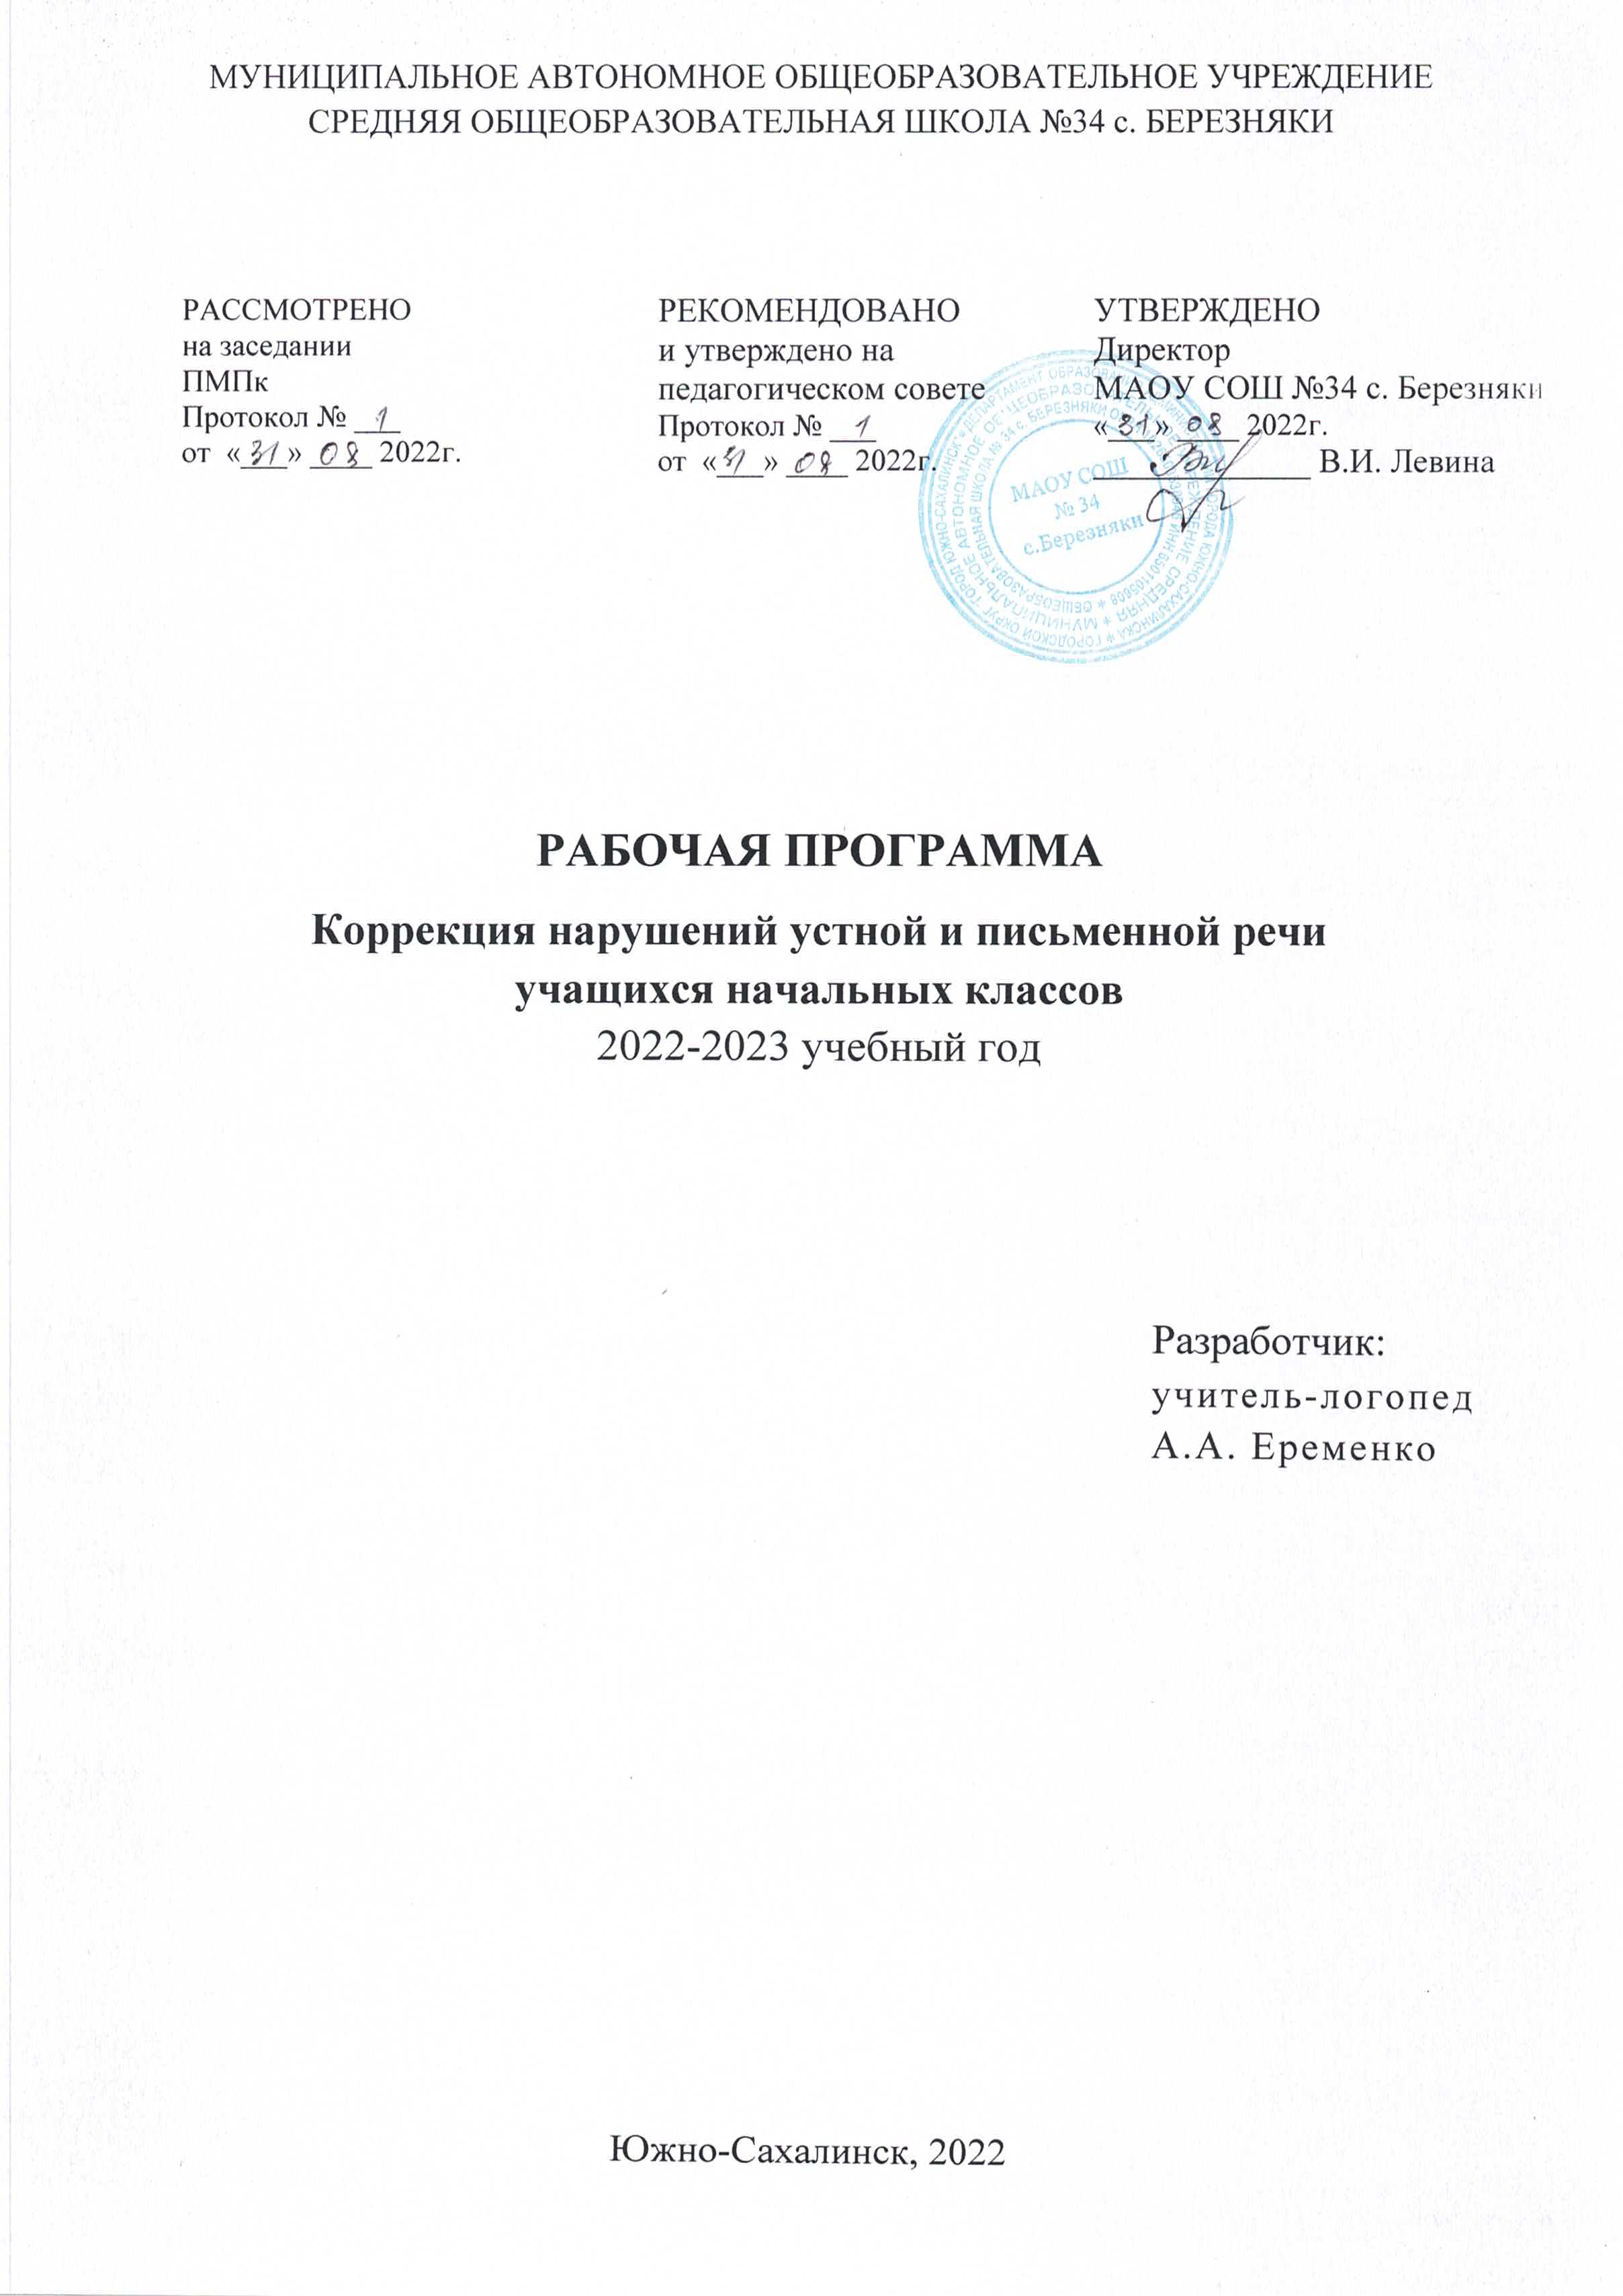 МУНИЦИПАЛЬНОЕ АВТОНОМНОЕ ОБЩЕОБРАЗОВАТЕЛЬНОЕ УЧРЕЖДЕНИЕ
СРЕДНЯЯ ОБЩЕОБРАЗОВАТЕЛЬНАЯ ШКОЛА №34 с. БЕРЕЗНЯКИ
РАССМОТРЕНО
на заседании
ПМПк
Протокол № 1
от «31» 08 2022г.
РЕКОМЕНДОВАНО
и утверждено на
педагогическом совете
Протокол № 1
от «31» 08 2022г.
УТВЕРЖДЕНО
Директор
МАОУ СОШ №34 с. Березняки
«31» 08 2022г.
В.И. Левина
МАОУ СОШ
№ 34
с.Березняки
РАБОЧАЯ ПРОГРАММА
Коррекция нарушений устной и письменной речи
учащихся начальных классов
2022-2023 учебный год
Разработчик:
учитель-логопед
А.А. Еременко
Южно-Сахалинск, 2022